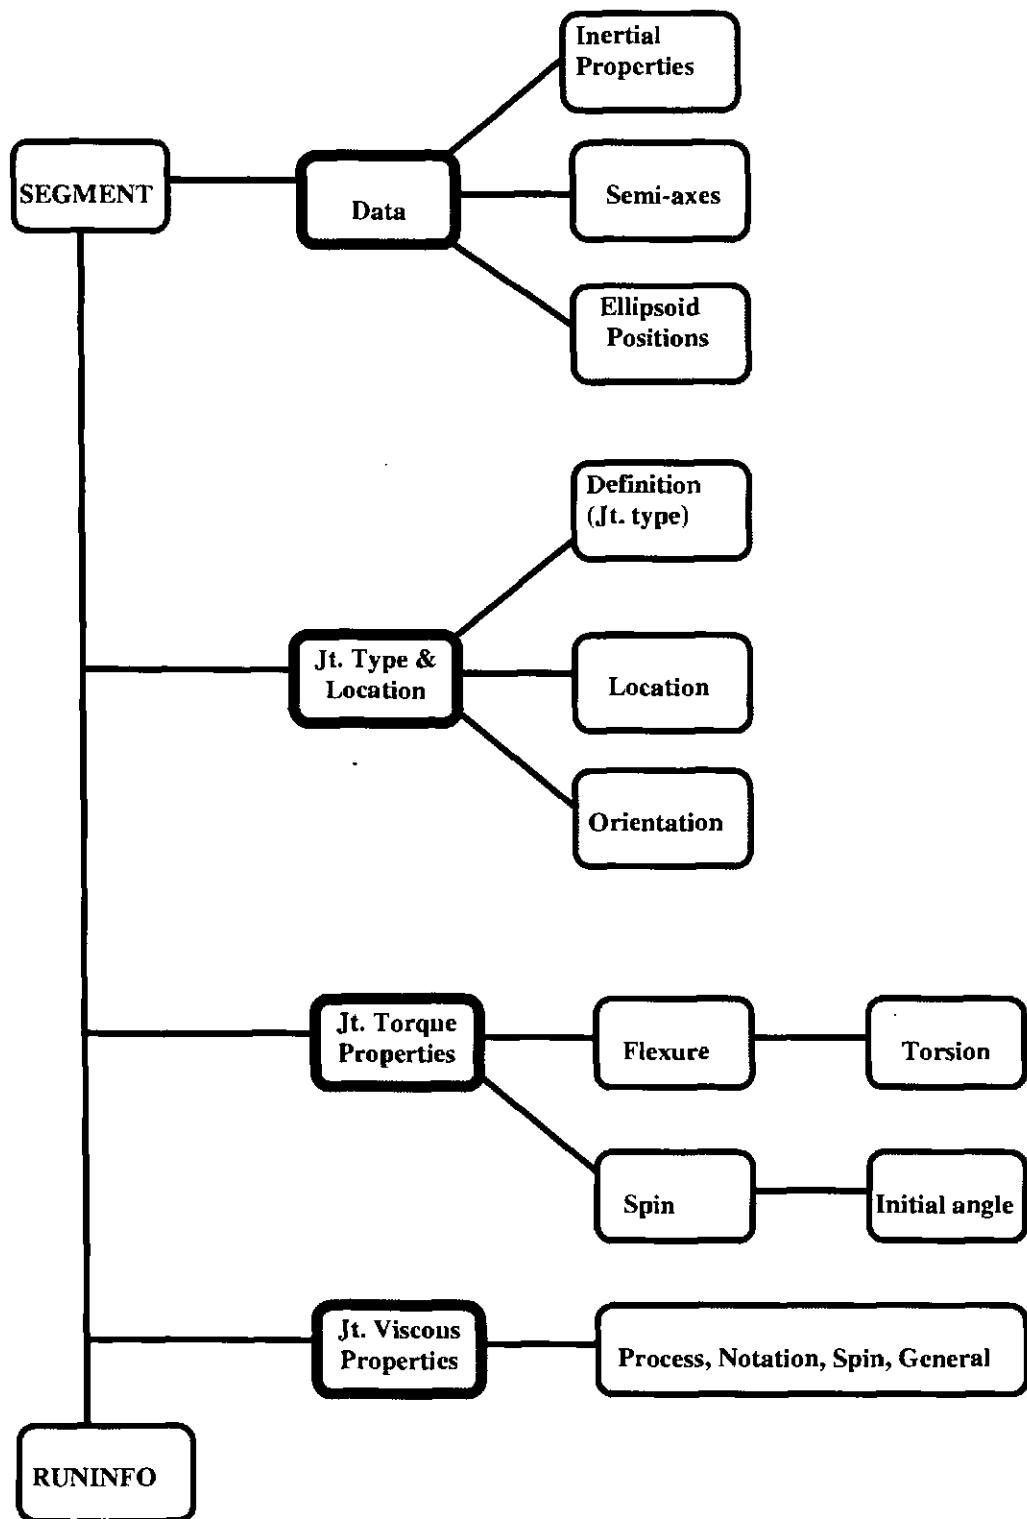 Inertial
Properties
SEGMENT
Data
Semi-axes
Ellipsoid
Positions
Definition
(Jt. type)
Jt. Type &
Location
Location
Orientation
Jt. Torque
Properties
Flexure
Torsion
Spin
Initial angle
Jt. Viscous
Properties
Process, Notation, Spin, General
RUNINFO